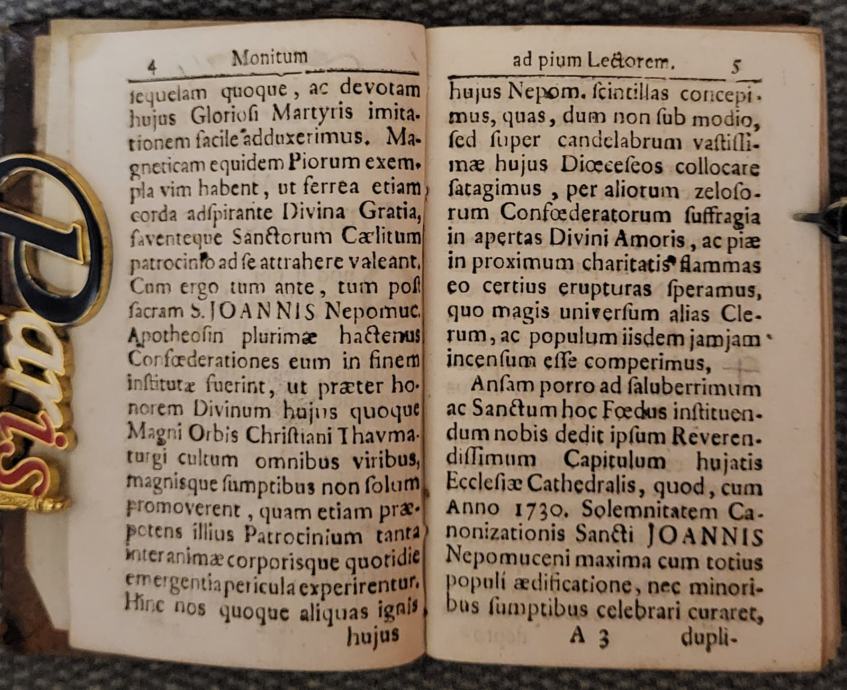 4 Monitum
sequelam quoque, ac devotam
hujus Gloriosi Martyris imita-
tionem facile adduxerimus. Ma-
gneticam equidem Piorum exem-
pla vim habent, ut ferrea etiam
corda adspirante Divina Gratia,
faventeque Sanctorum Cælitum
patrocinio ad se attrahere valeant.
Cum ergo tum ante, tum post
sacram S. JOANNIS Nepomuc.
Apotheosin plurimæ hactenus
Confœderationes eum in finem
institutæ fuerint, ut præter ho-
norem Divinum hujus quoque
Magni Orbis Christiani Thavma-
turgi cultum omnibus viribus,
magnisque sumptibus non solum
promoverent, quam etiam præ-
potens illius Patrocinium tanta
inter animæ corporisque quotidie
emergentia pericula experirentur.
Hinc nos quoque aliquas ignis
hujus
ad pium Lectorem. 5
hujus Nepom. scintillas concepi-
mus, quas, dum non sub modio,
sed super candelabrum vastissi-
mæ hujus Diœceseos collocare
satagimus, per aliorum zeloso-
rum Confœderatorum suffragia
in apertas Divini Amoris, ac piæ
in proximum charitatis flammas
eo certius erupturas speramus,
quo magis universum alias Cle-
rum, ac populum iisdem jamjam
incensum esse comperimus,
Ansam porro ad saluberrimum
ac Sanctum hoc Fœdus instituen-
dum nobis dedit ipsum Reveren-
dissimum Capitulum hujatis
Ecclesiæ Cathedralis, quod, cum
Anno 1730. Solemnitatem Ca-
nonizationis Sancti JOANNIS
Nepomuceni maxima cum totius
populi ædificatione, nec minori-
bus sumptibus celebrari curaret,
A 3 dupli-
Paris